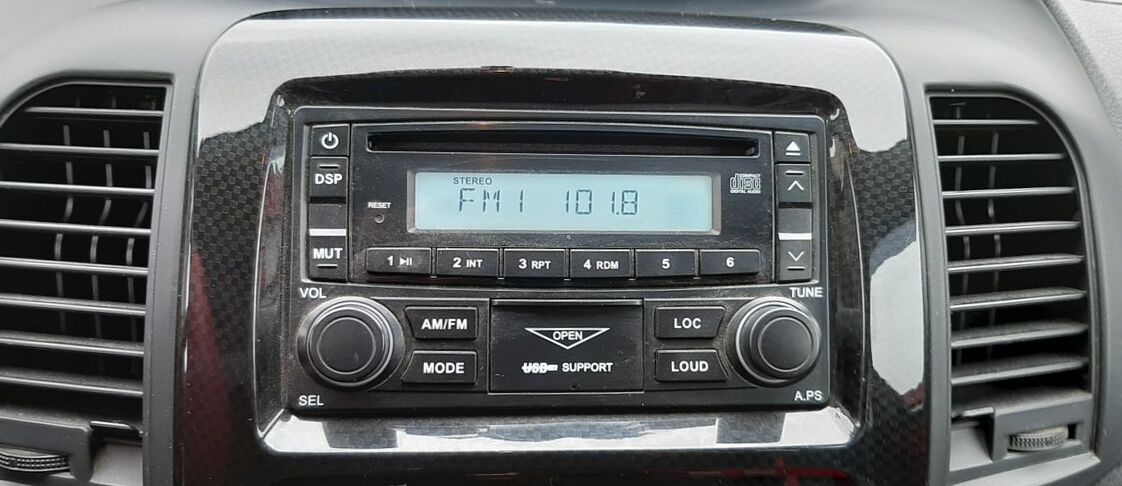 DSP
STEREO
FM1 101.8
COMPACT
disc
DIGITAL AUDIO
RESET
MUT
1
2 INT
3 RPT
4 RDM
5
6
VOL
TUNE
AM/FM
OPEN
LOC
MODE
USB SUPPORT
LOUD
SEL
A.PS